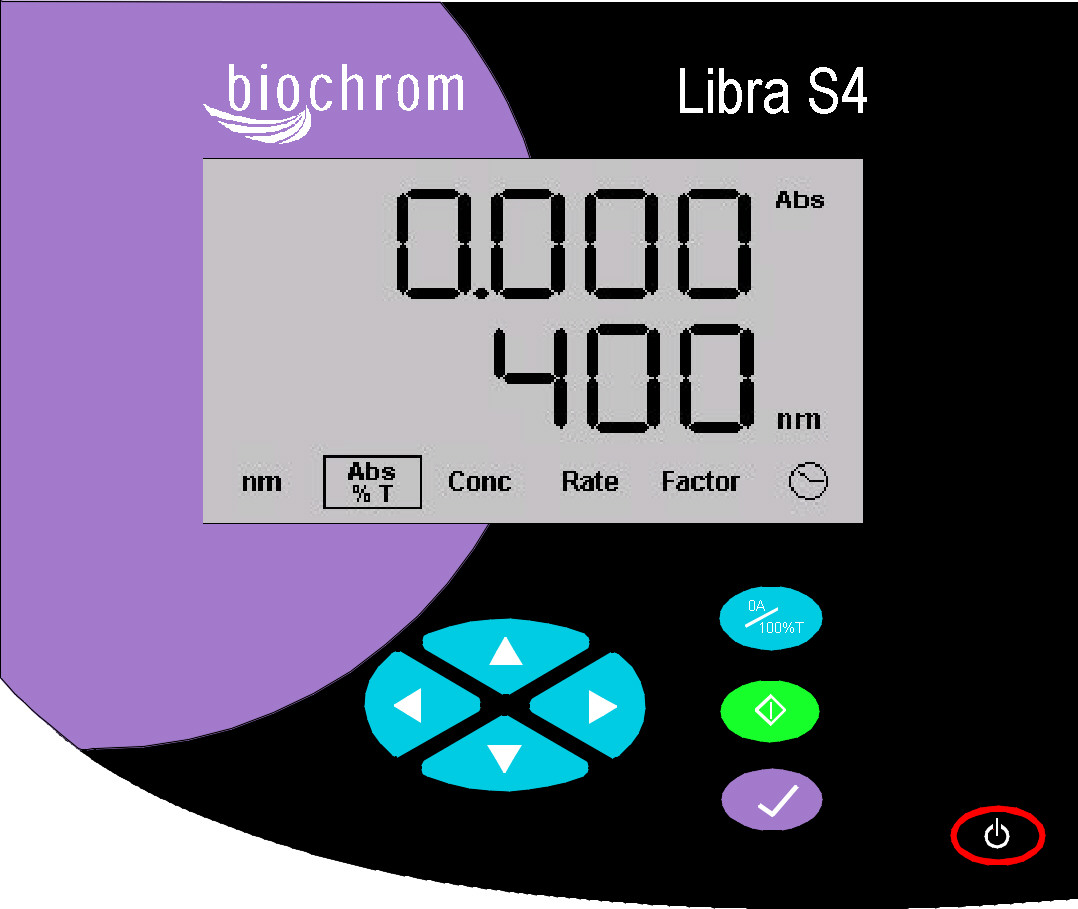 biochrom
Libra S4
0.000 Abs
400 nm
nm Abs % T Conc Rate Factor
0A/100%T